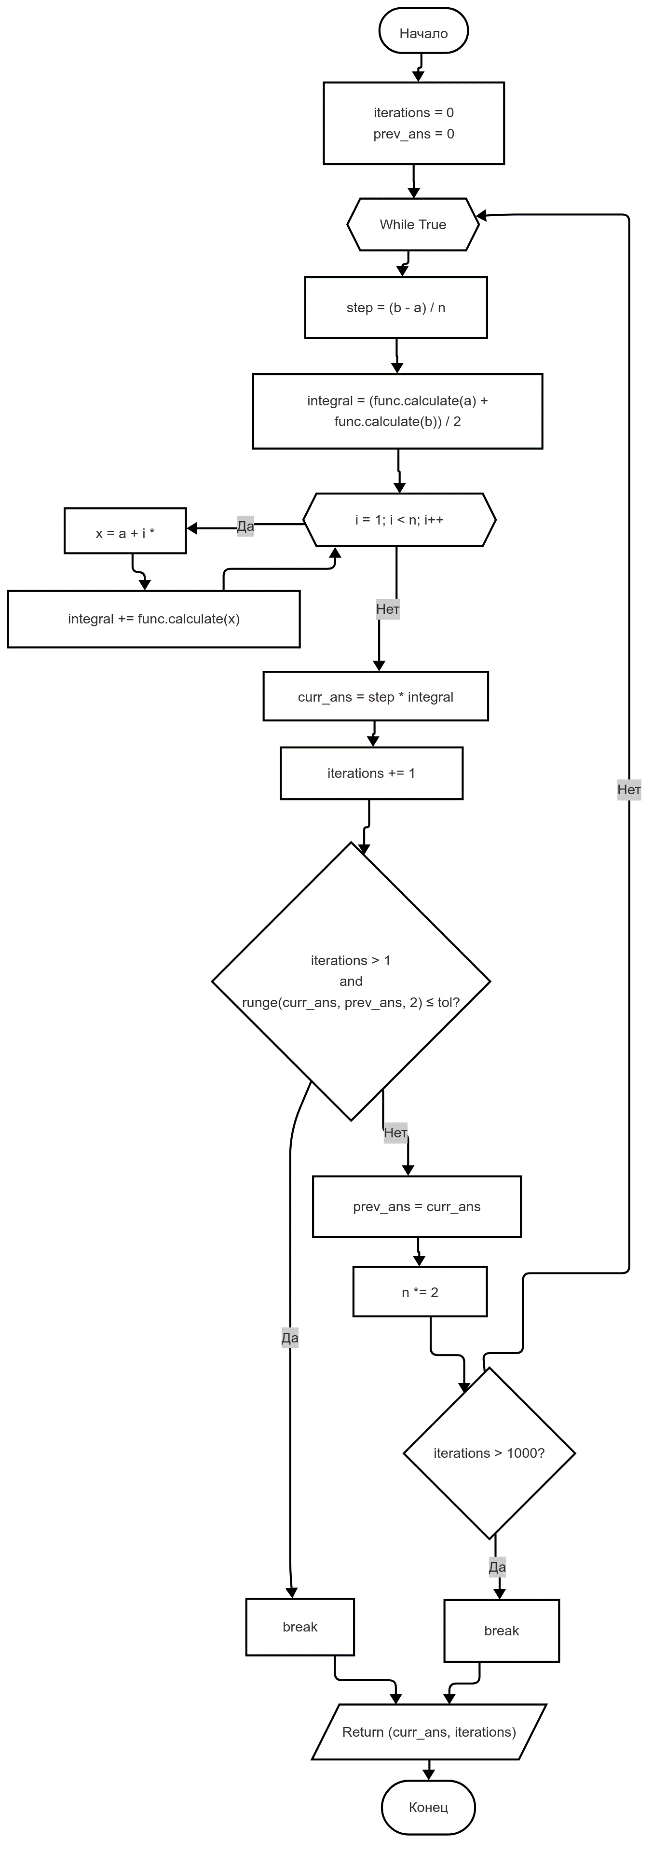 Начало
iterations = 0
prev_ans = 0
While True
step = (b - a) / n
integral = (func.calculate(a) +
func.calculate(b)) / 2
i = 1; i < n; i++
Да
x = a + i *
integral += func.calculate(x)
Нет
curr_ans = step * integral
iterations += 1
Нет
iterations > 1
and
runge(curr_ans, prev_ans, 2) ≤ tol?
Нет
prev_ans = curr_ans
n *= 2
Да
iterations > 1000?
Да
break
break
Return (curr_ans, iterations)
Конец